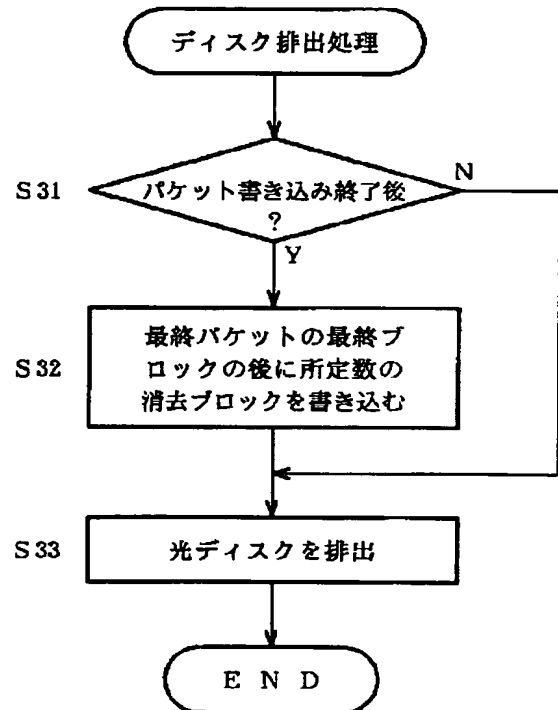 ディスク排出処理
S31
パケット書き込み終了後
?
N
Y
S32
最終パケットの最終ブ
ロックの後に所定数の
消去ブロックを書き込む
S33
光ディスクを排出
E N D